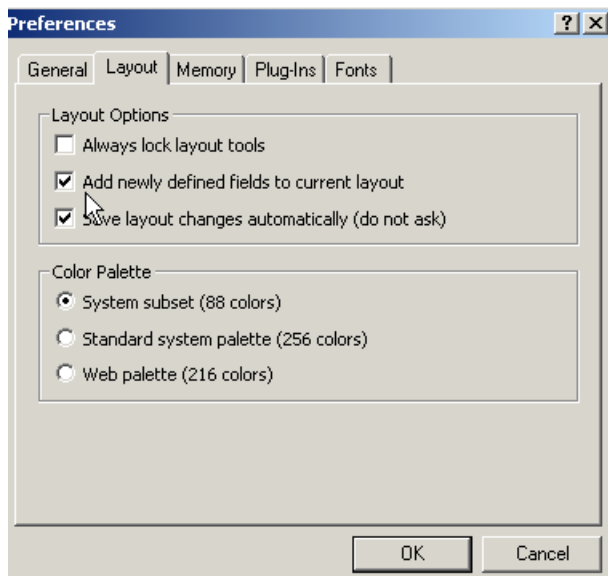 Preferences
General Layout Memory Plug-Ins Fonts
Layout Options
Always lock layout tools
Add newly defined fields to current layout
Save layout changes automatically (do not ask)
Color Palette
System subset (88 colors)
Standard system palette (256 colors)
Web palette (216 colors)
OK Cancel